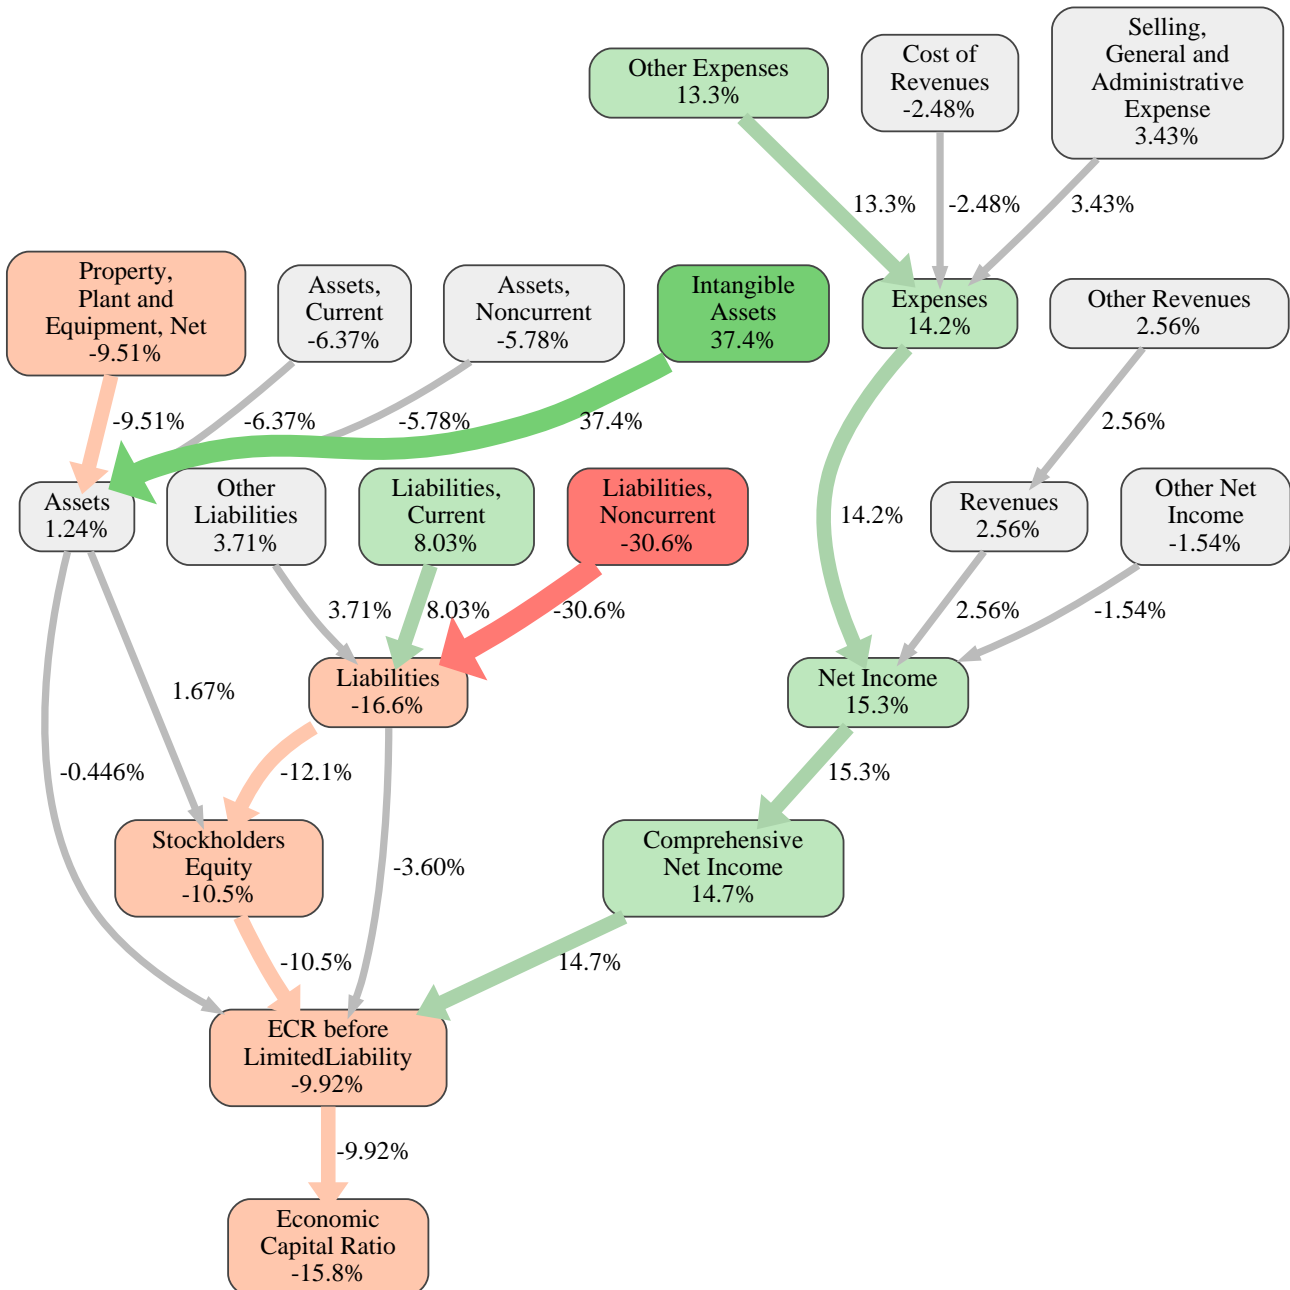 Other Expenses
13.3%
Cost of
Revenues
-2.48%
Selling,
General and
Administrative
Expense
3.43%
13.3%
-2.48%
3.43%
Property,
Plant and
Equipment, Net
-9.51%
Assets,
Current
-6.37%
Assets,
Noncurrent
-5.78%
Intangible
Assets
37.4%
Expenses
14.2%
Other Revenues
2.56%
-9.51%
-6.37%
-5.78%
37.4%
2.56%
Assets
1.24%
Other
Liabilities
3.71%
Liabilities,
Current
8.03%
Liabilities,
Noncurrent
-30.6%
14.2%
Revenues
2.56%
Other Net
Income
-1.54%
3.71%
8.03%
-30.6%
2.56%
-1.54%
1.67%
Liabilities
-16.6%
Net Income
15.3%
-0.446%
-12.1%
15.3%
Stockholders
Equity
-10.5%
-3.60%
Comprehensive
Net Income
14.7%
-10.5%
14.7%
ECR before
LimitedLiability
-9.92%
-9.92%
Economic
Capital Ratio
-15.8%